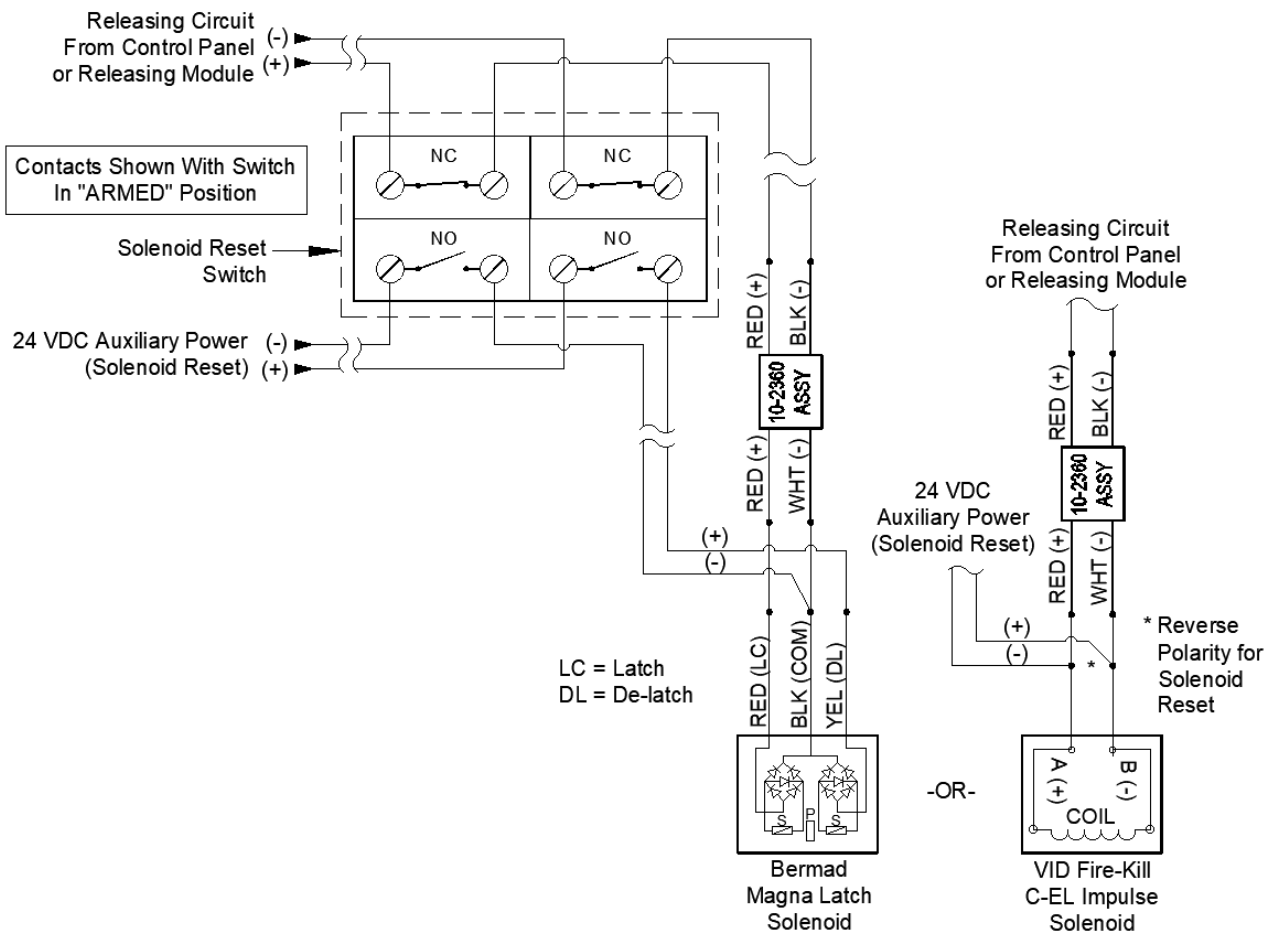 Releasing Circuit
From Control Panel
or Releasing Module
(-)
(+)
Contacts Shown With Switch
In "ARMED" Position
NC
NC
NO
NO
Solenoid Reset
Switch
24 VDC Auxiliary Power
(Solenoid Reset)
(-)
(+)
RED (+)
BLK (-)
10-2360
ASSY
RED (+)
WHT (-)
(+)
(-)
LC = Latch
DL = De-latch
RED (LC)
BLK (COM)
YEL (DL)
S
P
S
Bermad
Magna Latch
Solenoid
-OR-
Releasing Circuit
From Control Panel
or Releasing Module
RED (+)
BLK (-)
10-2360
ASSY
24 VDC
Auxiliary Power
(Solenoid Reset)
RED (+)
WHT (-)
(+)
(-)
*
* Reverse
Polarity for
Solenoid
Reset
A (+)
B (-)
COIL
VID Fire-Kill
C-EL Impulse
Solenoid